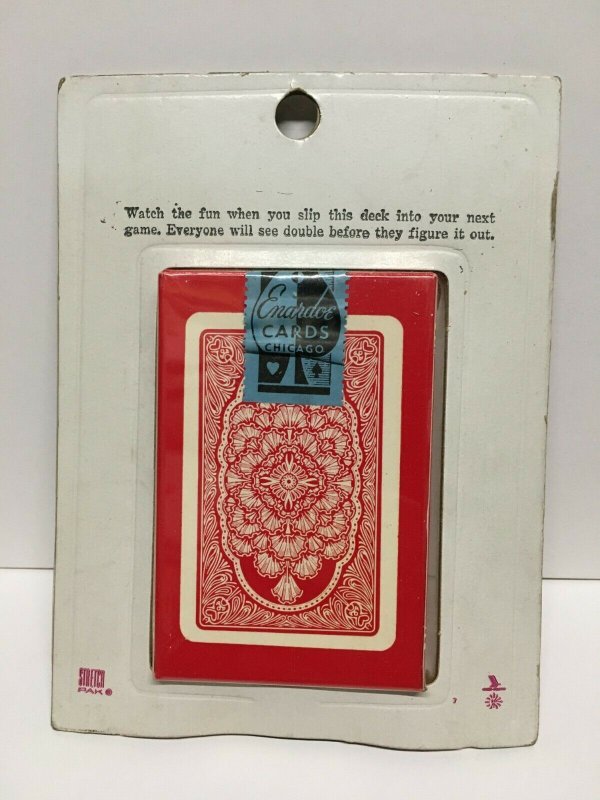 Watch the fun when you slip this deck into your next
game. Everyone will see double before they figure it out.
Enardoe
CARDS
CHICAGO
STRETCH
PAK